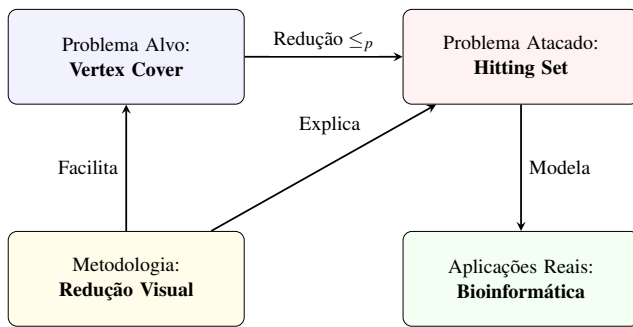 Problema Alvo:
Vertex Cover
Redução ≤p
Problema Atacado:
Hitting Set
Explica
Facilita
Modela
Metodologia:
Redução Visual
Aplicações Reais:
Bioinformática